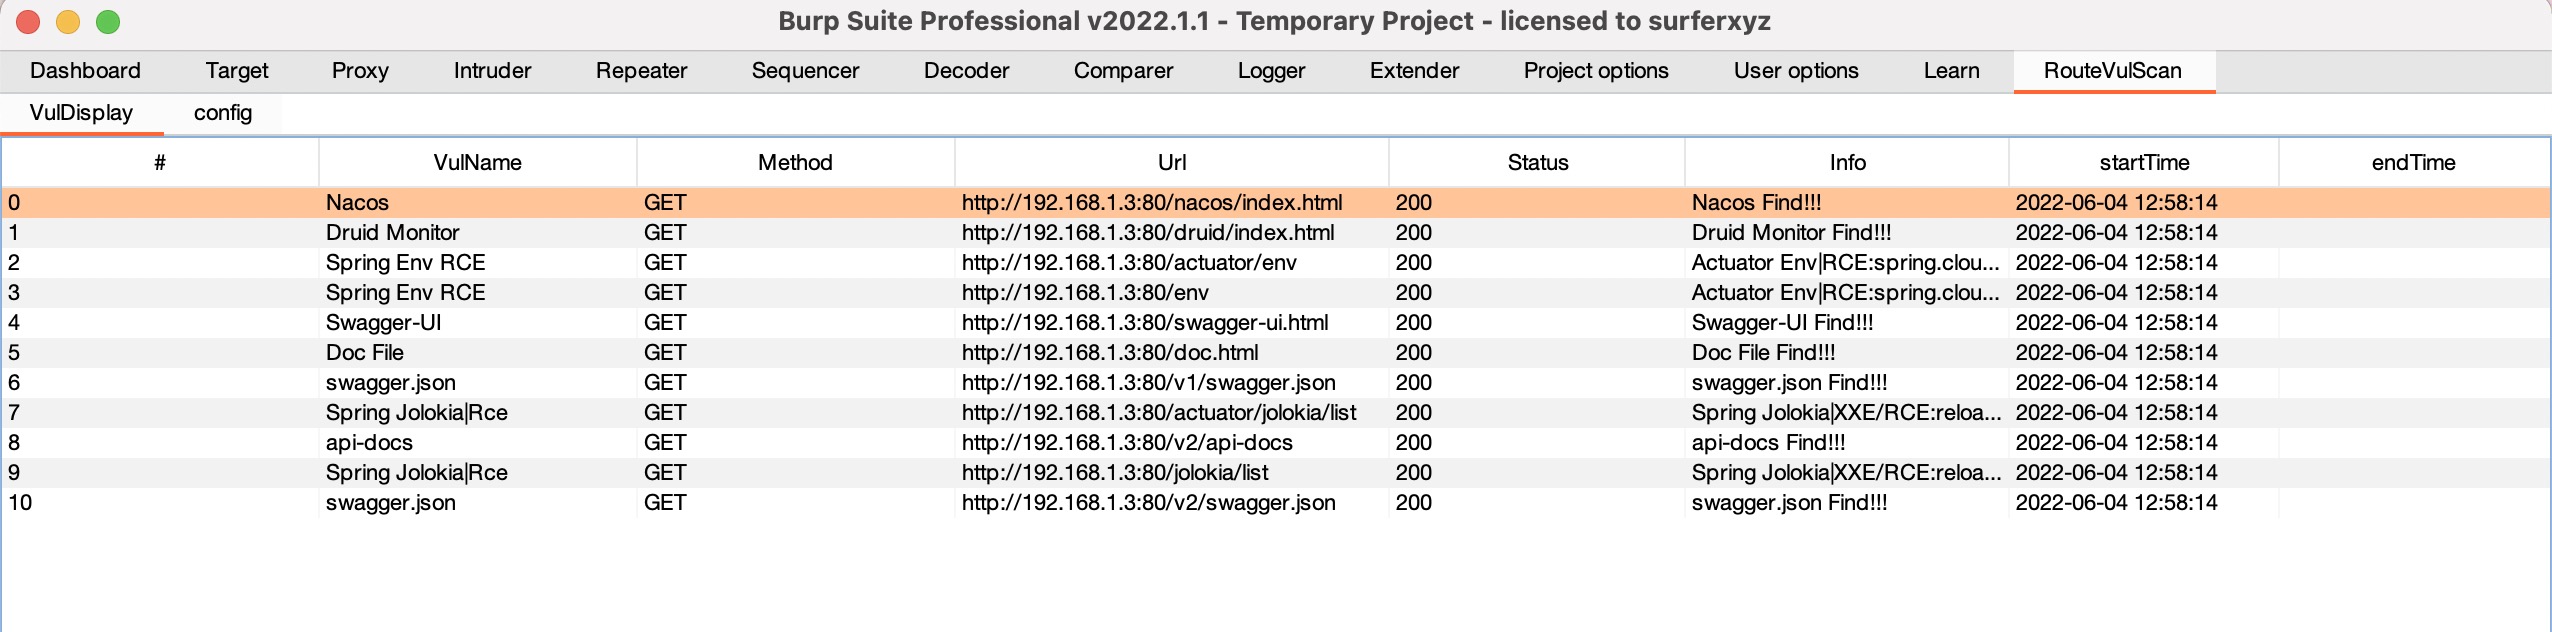 Burp Suite Professional v2022.1.1 - Temporary Project - licensed to surferxyz
Dashboard Target Proxy Intruder Repeater Sequencer Decoder Comparer Logger Extender Project options User options Learn RouteVulScan
VulDisplay config
# VulName Method Url Status Info startTime endTime
0 Nacos GET http://192.168.1.3:80/nacos/index.html 200 Nacos Find!!! 2022-06-04 12:58:14
1 Druid Monitor GET http://192.168.1.3:80/druid/index.html 200 Druid Monitor Find!!! 2022-06-04 12:58:14
2 Spring Env RCE GET http://192.168.1.3:80/actuator/env 200 Actuator Env|RCE:spring.clou... 2022-06-04 12:58:14
3 Spring Env RCE GET http://192.168.1.3:80/env 200 Actuator Env|RCE:spring.clou... 2022-06-04 12:58:14
4 Swagger-UI GET http://192.168.1.3:80/swagger-ui.html 200 Swagger-UI Find!!! 2022-06-04 12:58:14
5 Doc File GET http://192.168.1.3:80/doc.html 200 Doc File Find!!! 2022-06-04 12:58:14
6 swagger.json GET http://192.168.1.3:80/v1/swagger.json 200 swagger.json Find!!! 2022-06-04 12:58:14
7 Spring Jolokia|Rce GET http://192.168.1.3:80/actuator/jolokia/list 200 Spring Jolokia|XXE/RCE:reloa... 2022-06-04 12:58:14
8 api-docs GET http://192.168.1.3:80/v2/api-docs 200 api-docs Find!!! 2022-06-04 12:58:14
9 Spring Jolokia|Rce GET http://192.168.1.3:80/jolokia/list 200 Spring Jolokia|XXE/RCE:reloa... 2022-06-04 12:58:14
10 swagger.json GET http://192.168.1.3:80/v2/swagger.json 200 swagger.json Find!!! 2022-06-04 12:58:14